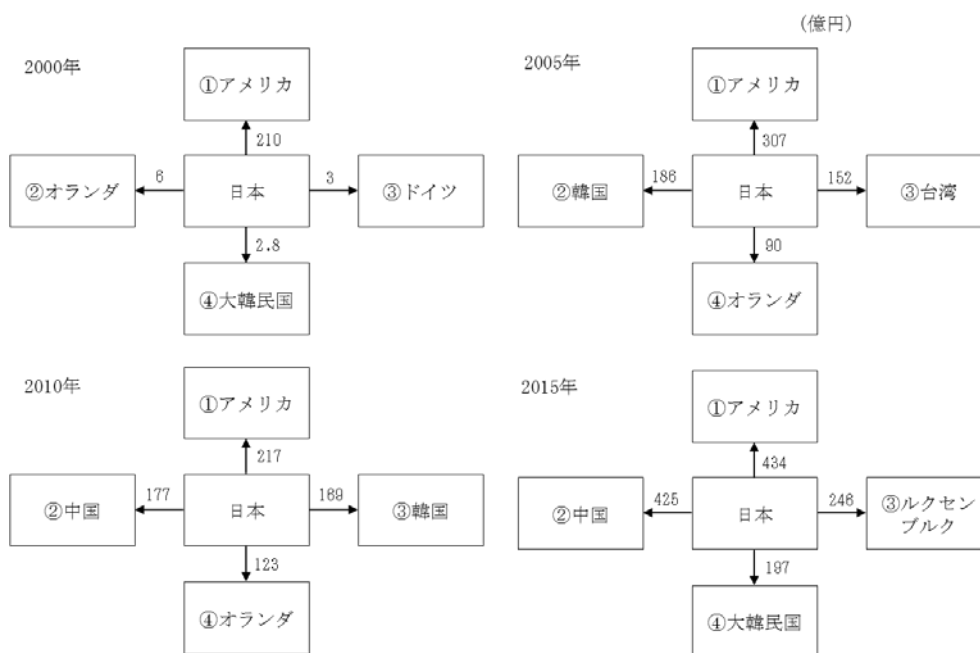 (億円)
2000年
①アメリカ
210
②オランダ
6
日本
3
③ドイツ
2.8
④大韓民国
2005年
①アメリカ
307
②韓国
186
日本
152
③台湾
90
④オランダ
2010年
①アメリカ
217
②中国
177
日本
169
③韓国
123
④オランダ
2015年
①アメリカ
434
②中国
425
日本
246
③ルクセン
ブルク
197
④大韓民国